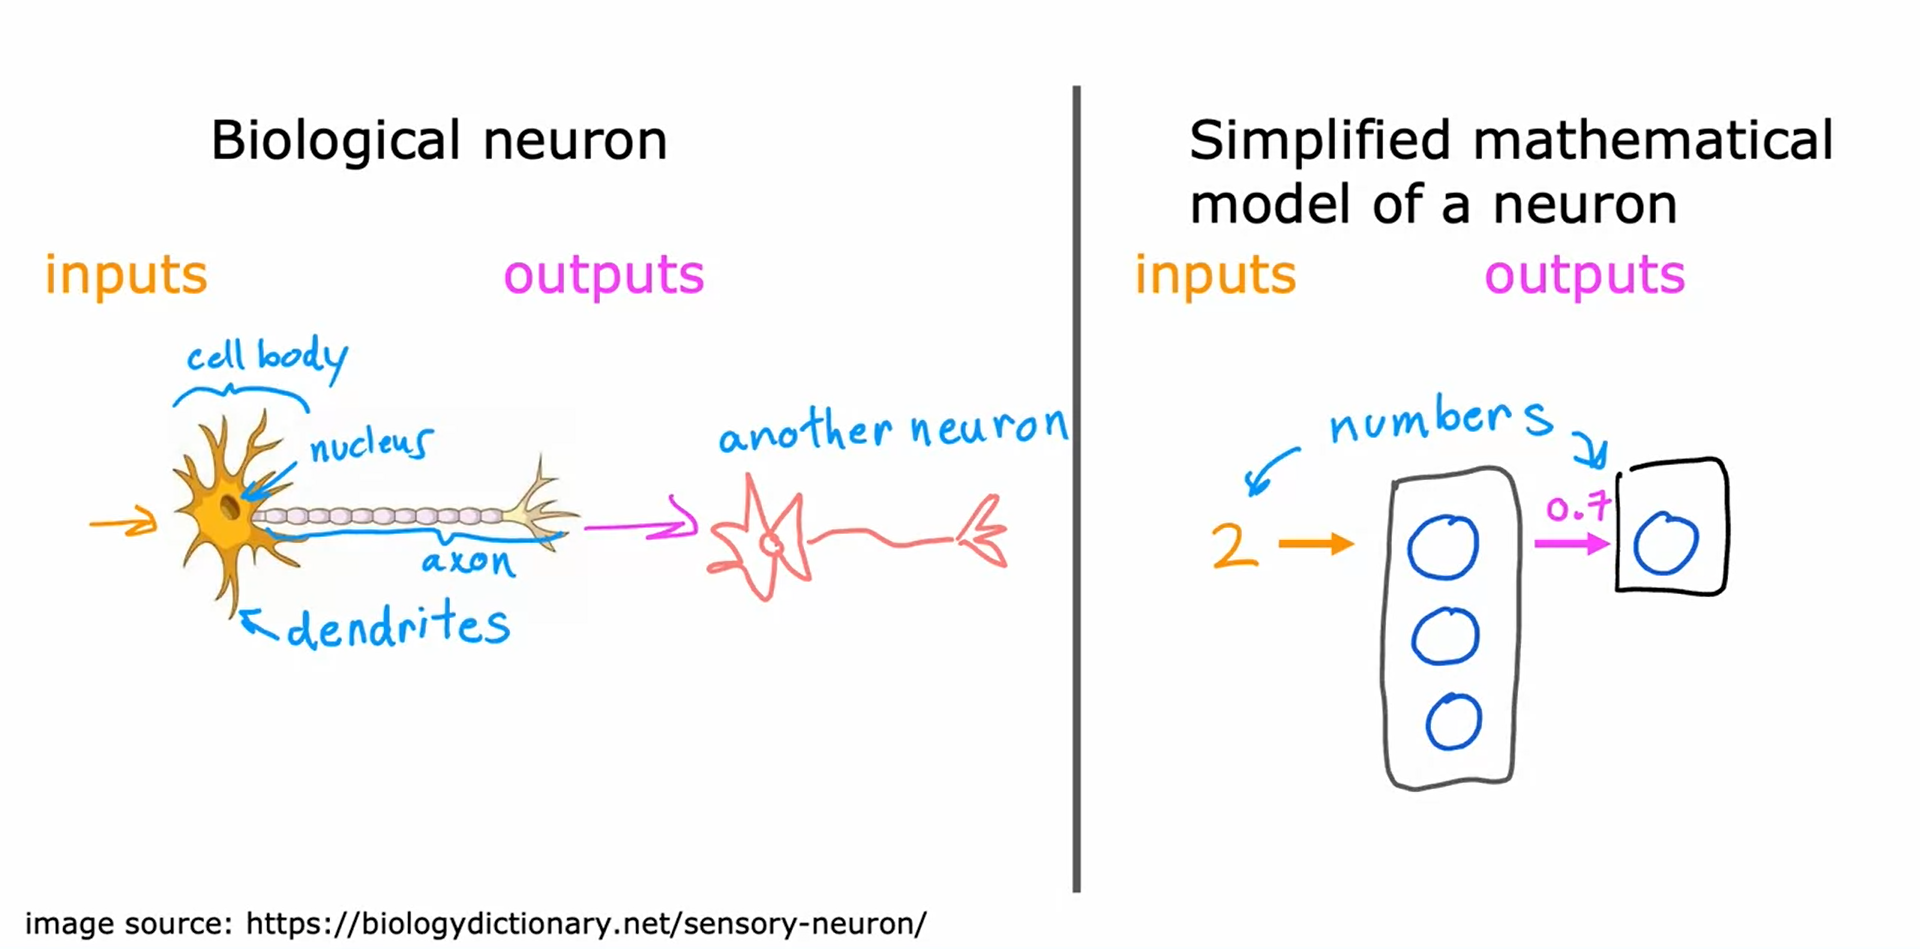 Biological neuron
inputs
outputs
cell body
nucleus
another neuron
axon
dendrites
Simplified mathematical
model of a neuron
inputs
outputs
numbers
0.7
2
image source: https://biologydictionary.net/sensory-neuron/